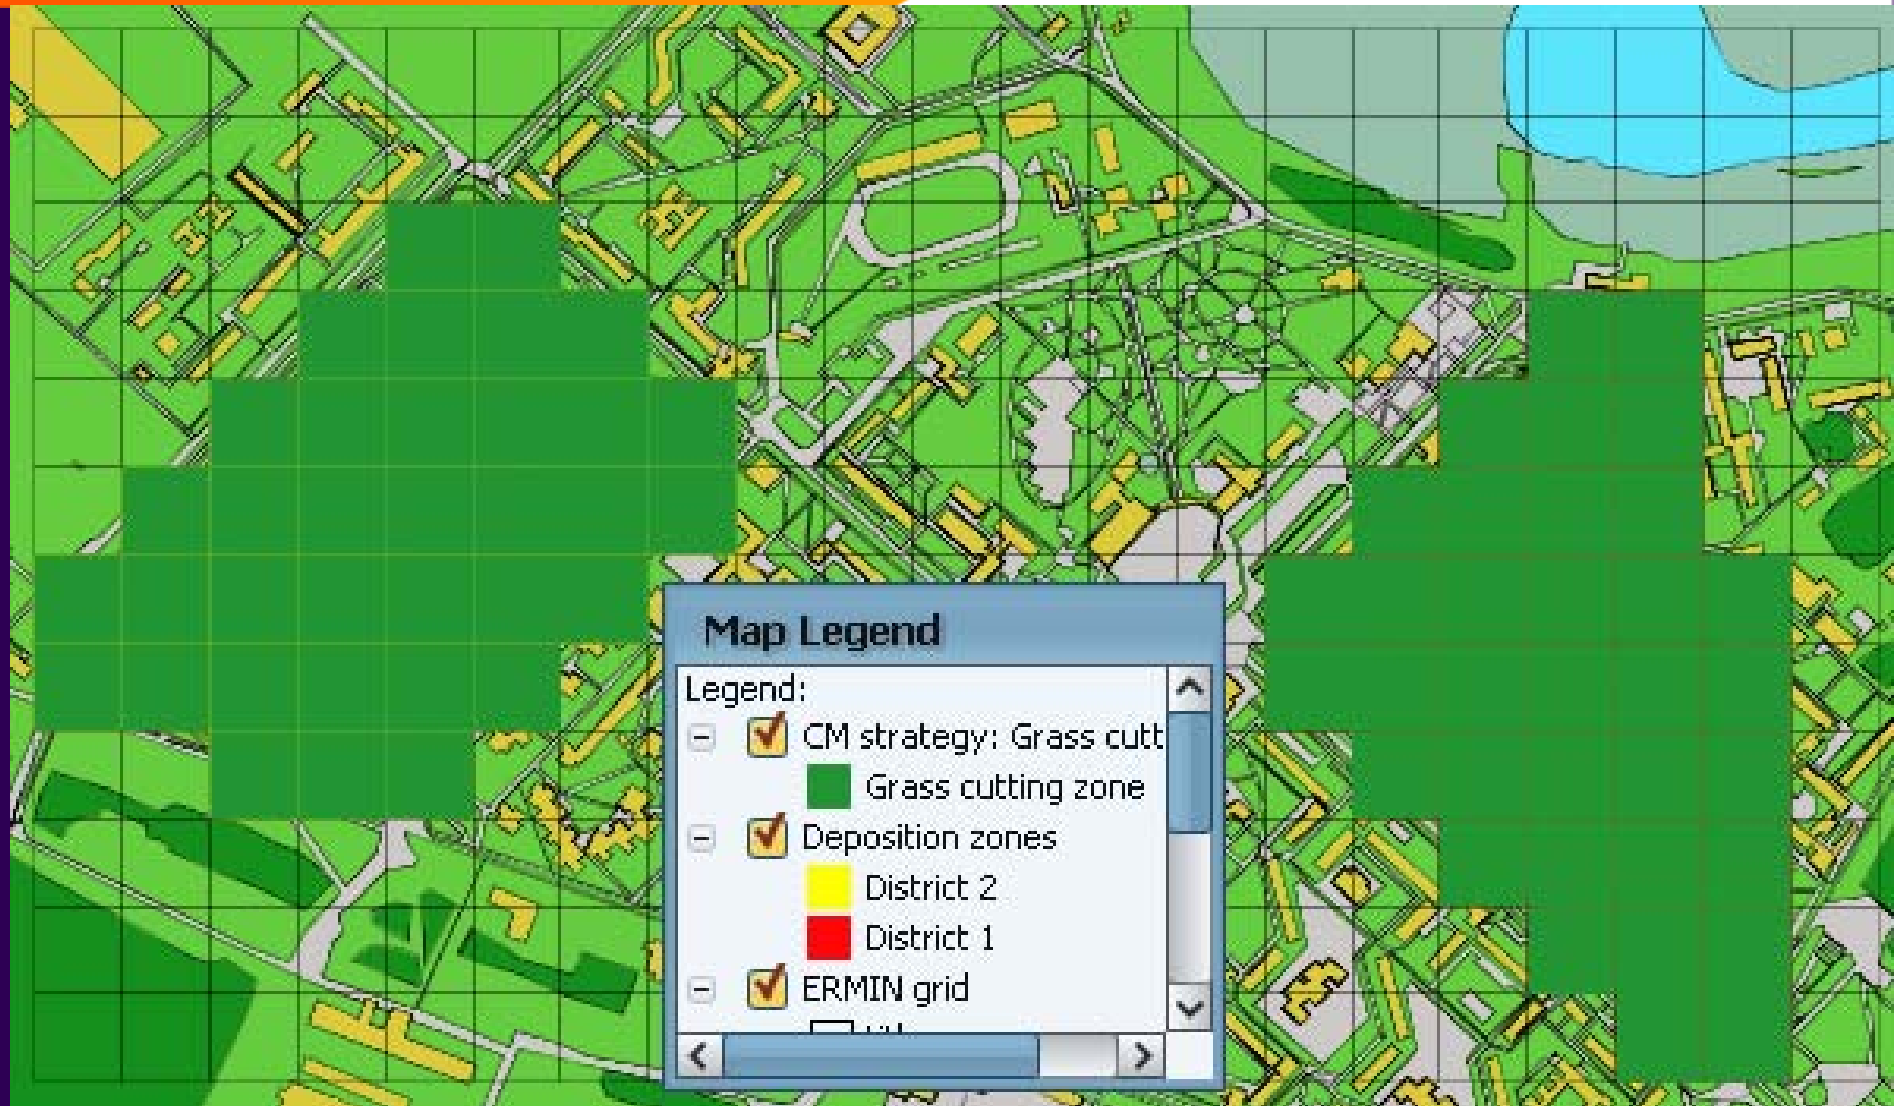 Map Legend
Legend:
CM strategy: Grass cutt
Grass cutting zone
Deposition zones
District 2
District 1
ERMIN grid